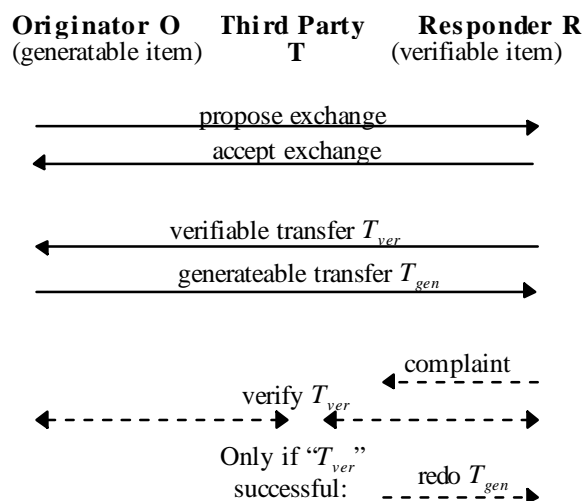 Originator O Third Party Responder R
(generatable item) T (verifiable item)
propose exchange
accept exchange
verifiable transfer T_ver
generateable transfer T_gen
complaint
verify T_ver
Only if “T_ver”
successful: redo T_gen